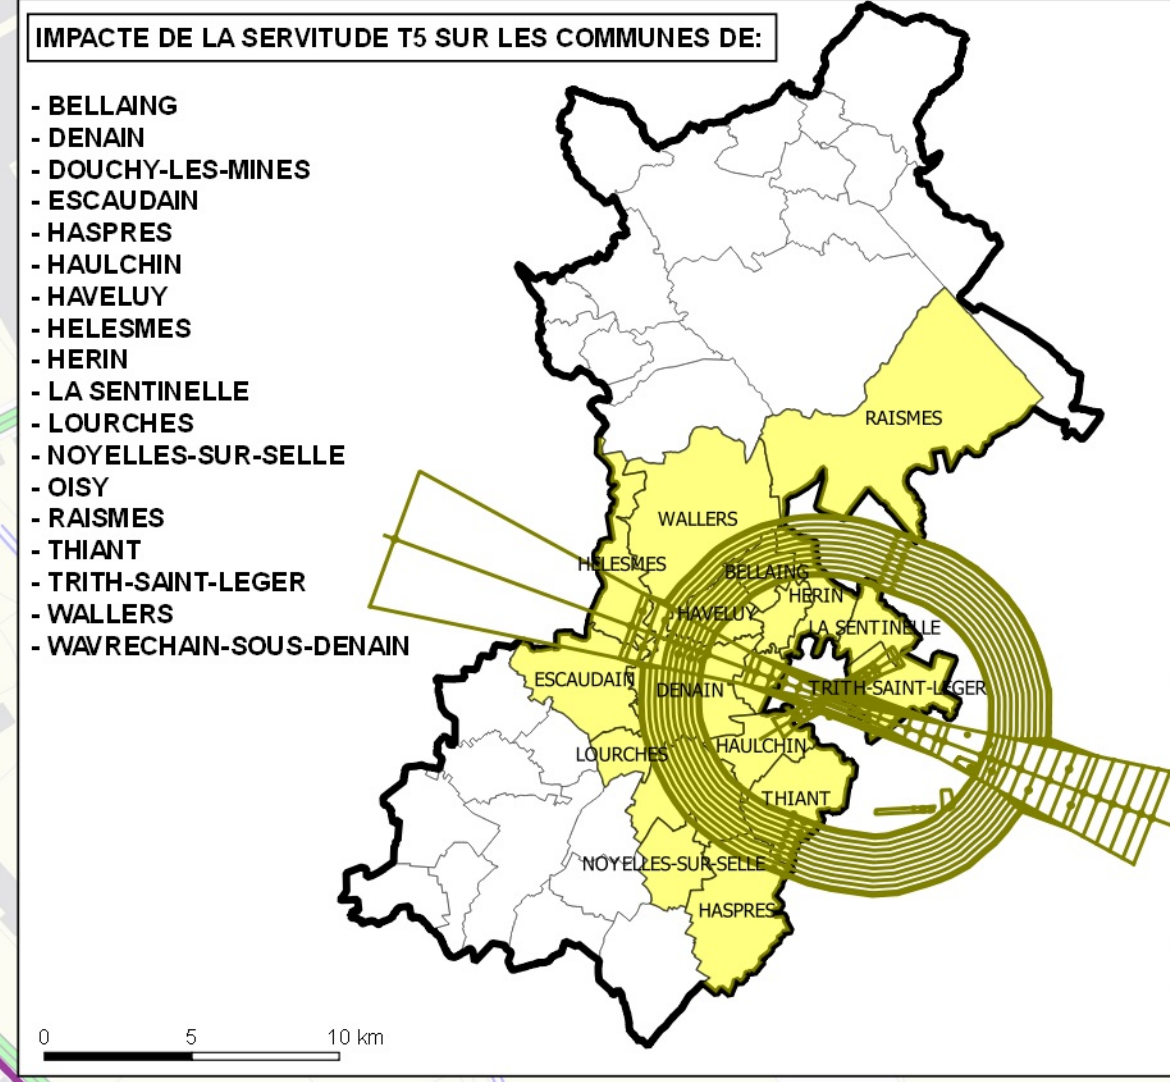 IMPACTE DE LA SERVITUDE T5 SUR LES COMMUNES DE:
- BELLAING
- DENAIN
- DOUCHY-LES-MINES
- ESCAUDAIN
- HASPRES
- HAULCHIN
- HAVELUY
- HELESMES
- HERIN
- LA SENTINELLE
- LOURCHES
- NOYELLES-SUR-SELLE
- OISY
- RAISMES
- THIANT
- TRITH-SAINT-LEGER
- WALLERS
- WAVRECHAIN-SOUS-DENAIN
RAISMES
WALLERS
HELESMES
BELLAING
HERIN
HAVELUY
LA SENTINELLE
ESCAUDAIN
DENAIN
TRITH-SAINT-LEGER
HAULCHIN
LOURCHES
THIANT
NOYELLES-SUR-SELLE
HASPRES
0 5 10 km